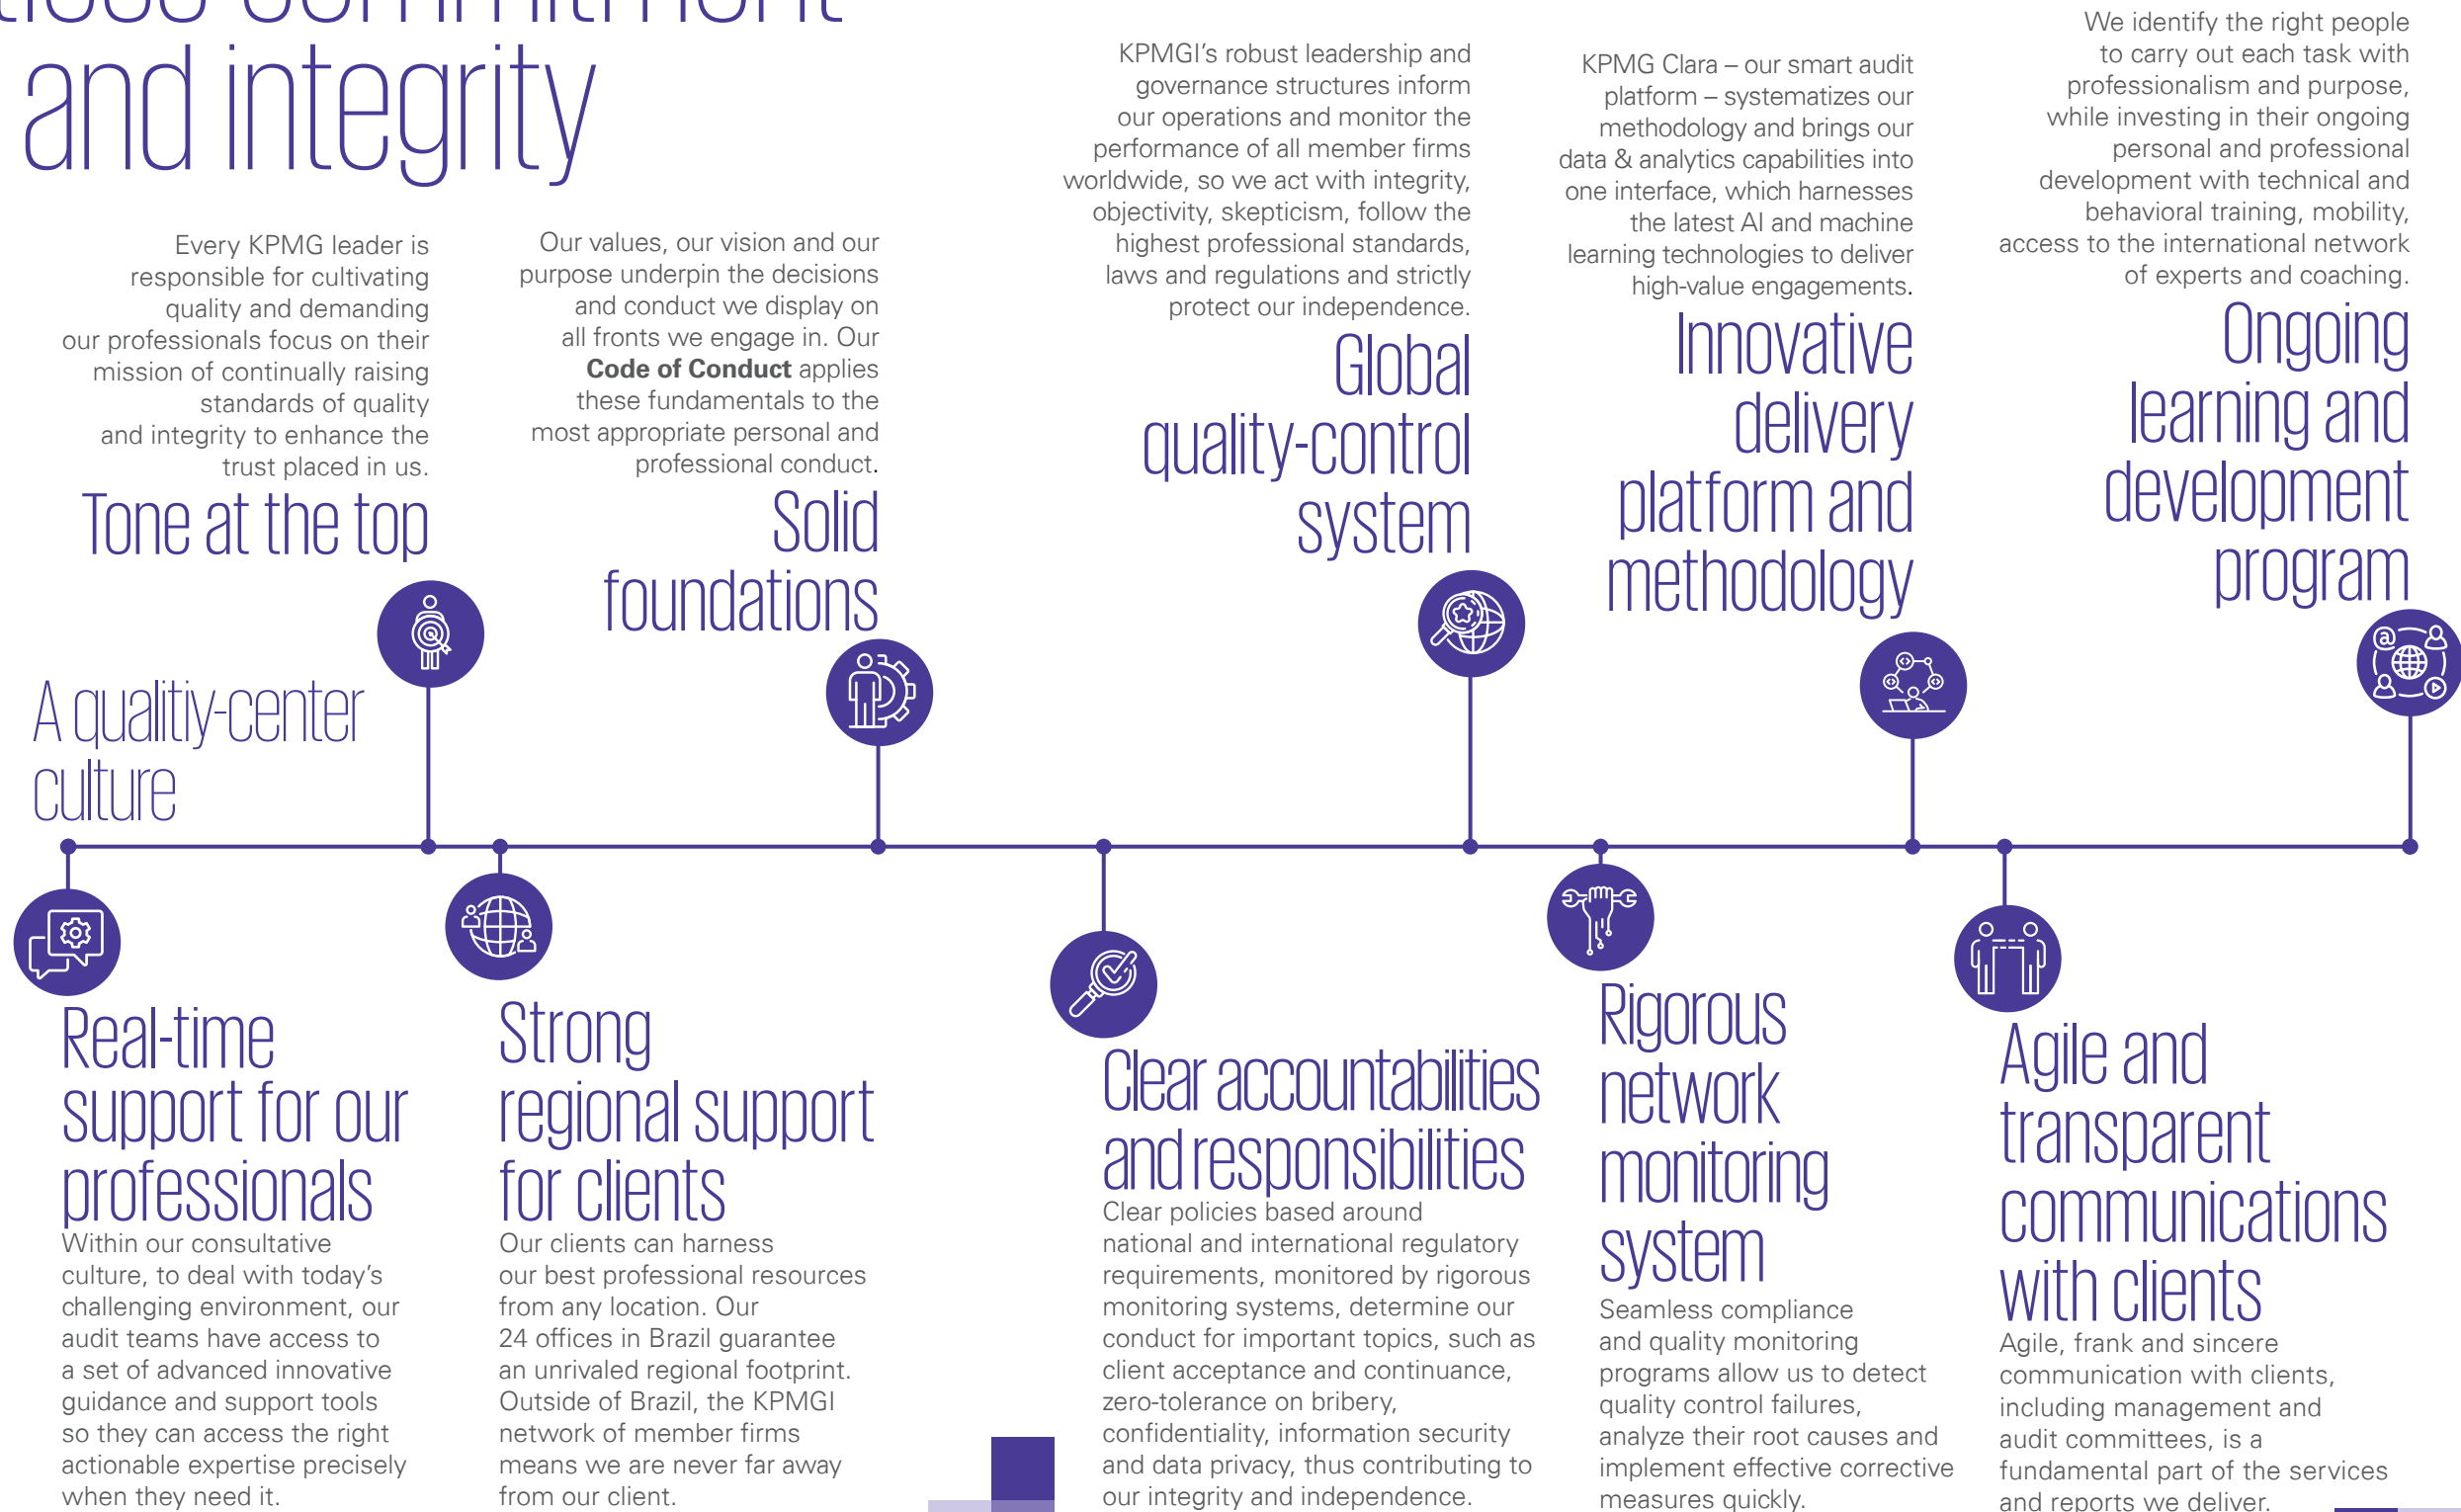 commitment
and integrity
Every KPMG leader is
responsible for cultivating
quality and demanding
our professionals focus on their
mission of continually raising
standards of quality
and integrity to enhance the
trust placed in us.
Tone at the top
Our values, our vision and our
purpose underpin the decisions
and conduct we display on
all fronts we engage in. Our
Code of Conduct applies
these fundamentals to the
most appropriate personal and
professional conduct.
Solid
foundations
KPMGI's robust leadership and
governance structures inform
our operations and monitor the
performance of all member firms
worldwide, so we act with integrity,
objectivity, skepticism, follow the
highest professional standards,
laws and regulations and strictly
protect our independence.
Global
quality-control
system
KPMG Clara – our smart audit
platform – systematizes our
methodology and brings our
data & analytics capabilities into
one interface, which harnesses
the latest AI and machine
learning technologies to deliver
high-value engagements.
Innovative
delivery
platform and
methodology
We identify the right people
to carry out each task with
professionalism and purpose,
while investing in their ongoing
personal and professional
development with technical and
behavioral training, mobility,
access to the international network
of experts and coaching.
Ongoing
learning and
development
program
A qualitiy-center
culture
Real-time
support for our
professionals
Within our consultative
culture, to deal with today's
challenging environment, our
audit teams have access to
a set of advanced innovative
guidance and support tools
so they can access the right
actionable expertise precisely
when they need it.
Strong
regional support
for clients
Our clients can harness
our best professional resources
from any location. Our
24 offices in Brazil guarantee
an unrivaled regional footprint.
Outside of Brazil, the KPMGI
network of member firms
means we are never far away
from our client.
Clear accountabilities
and responsibilities
Clear policies based around
national and international regulatory
requirements, monitored by rigorous
monitoring systems, determine our
conduct for important topics, such as
client acceptance and continuance,
zero-tolerance on bribery,
confidentiality, information security
and data privacy, thus contributing to
our integrity and independence.
Rigorous
network
monitoring
system
Seamless compliance
and quality monitoring
programs allow us to detect
quality control failures,
analyze their root causes and
implement effective corrective
measures quickly.
Agile and
transparent
communications
with clients
Agile, frank and sincere
communication with clients,
including management and
audit committees, is a
fundamental part of the services
and reports we deliver.